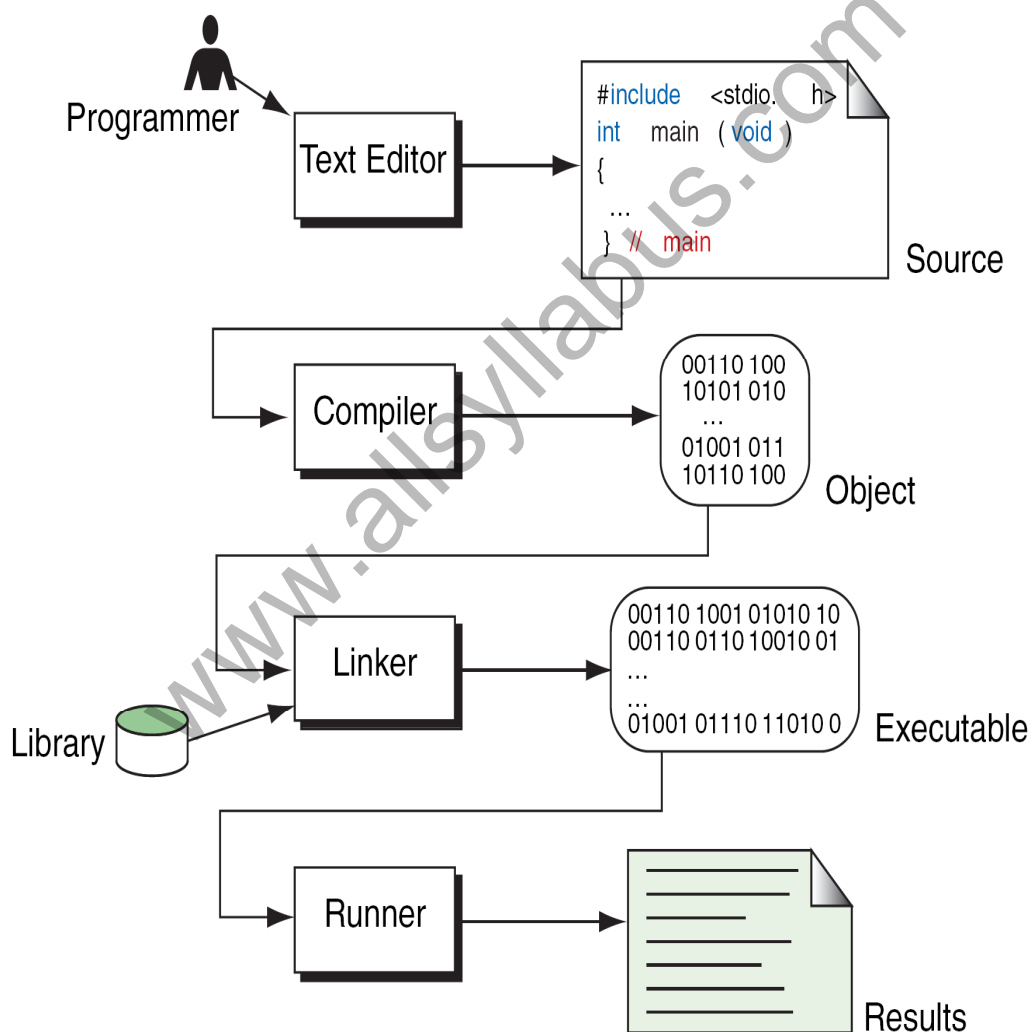 Programmer
Text Editor
#include <stdio. h>
int main ( void )
{
...
} // main
Source
Compiler
00110 100
10101 010
...
01001 011
10110 100
Object
Linker
Library
00110 1001 01010 10
00110 0110 10010 01
...
...
01001 01110 11010 0
Executable
Runner
Results
www.allsyllabus.com